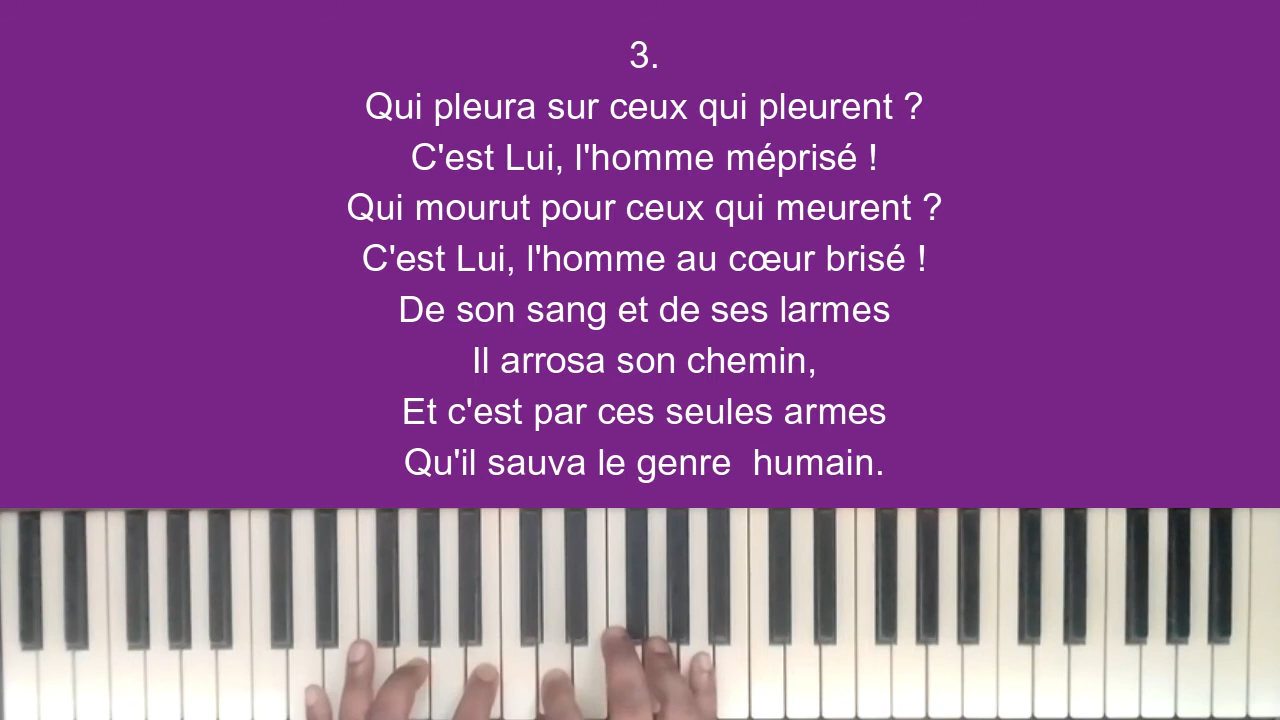 3.
Qui pleura sur ceux qui pleurent ?
C'est Lui, l'homme méprisé !
Qui mourut pour ceux qui meurent ?
C'est Lui, l'homme au cœur brisé !
De son sang et de ses larmes
Il arrosa son chemin,
Et c'est par ces seules armes
Qu'il sauva le genre  humain.